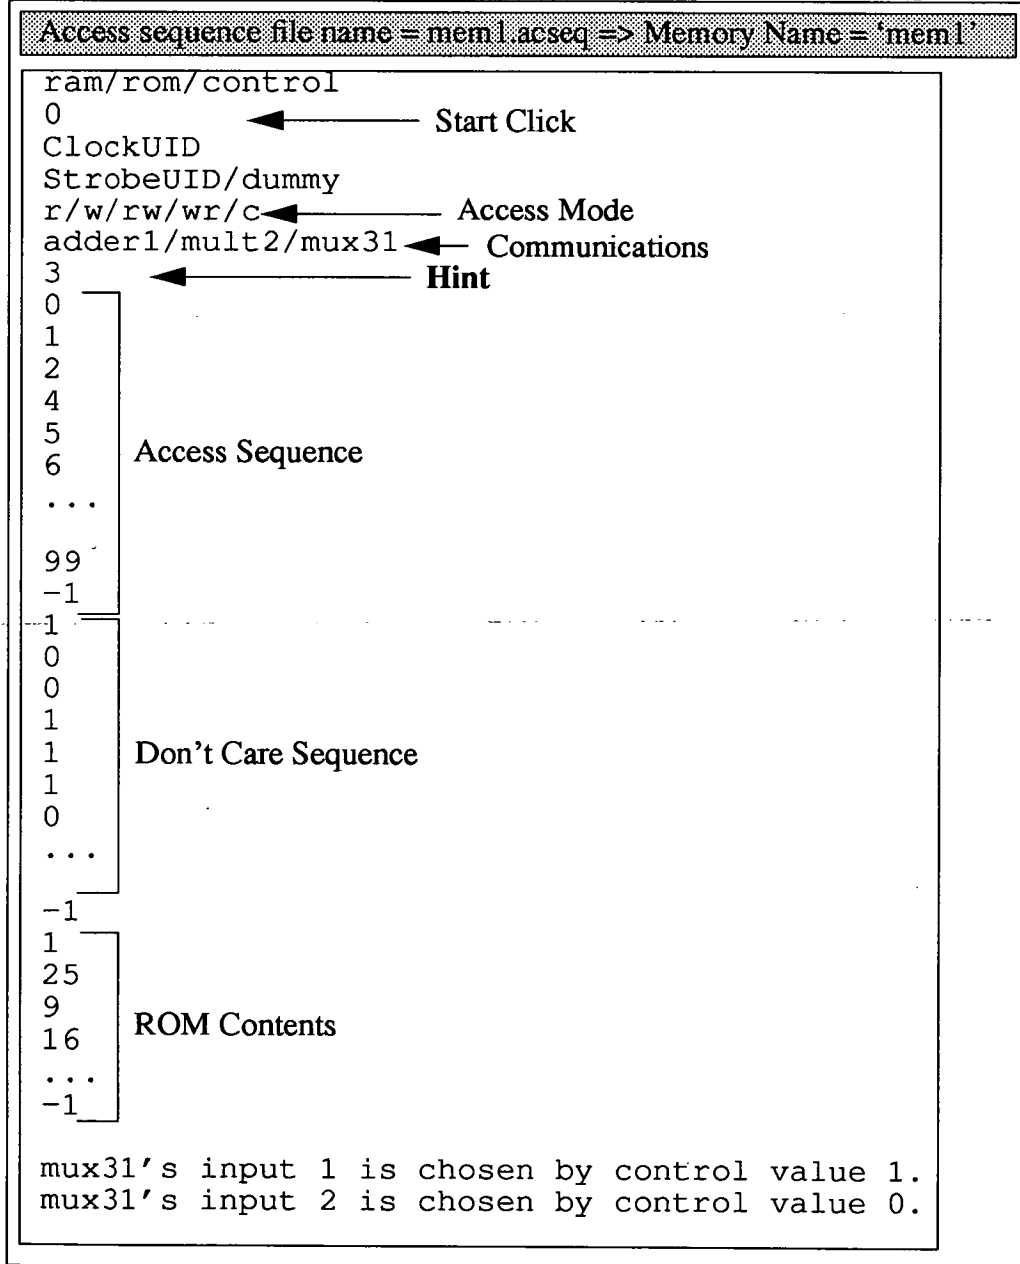 Access sequence file name = mem1.acseq => Memory Name = ‘mem1’
ram/rom/control
0 Start Click
ClockUID
StrobeUID/dummy
r/w/rw/wr/c Access Mode
adder1/mult2/mux31 Communications
3 Hint
0
1
2
4
5
6 Access Sequence
...
99
-1
1
0
0
1
1 Don't Care Sequence
1
0
...
-1
1
25
9
16 ROM Contents
...
-1
mux31's input 1 is chosen by control value 1.
mux31's input 2 is chosen by control value 0.